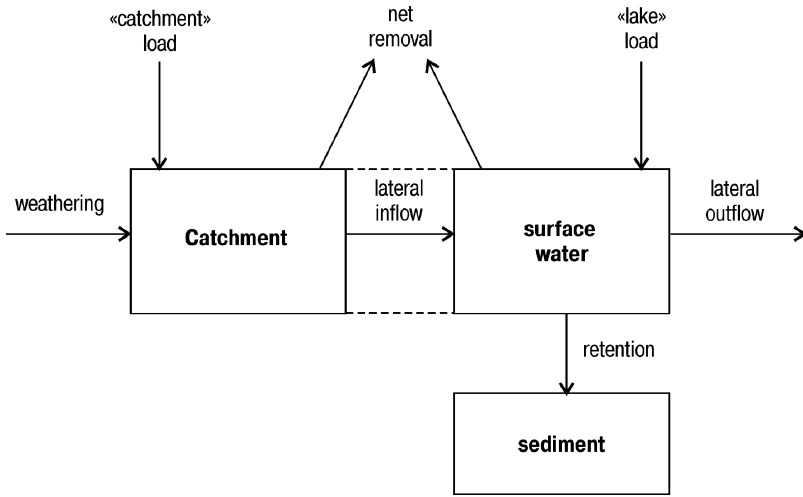 «catchment»
load
net
removal
«lake»
load
weathering
Catchment
lateral
inflow
surface
water
lateral
outflow
retention
sediment